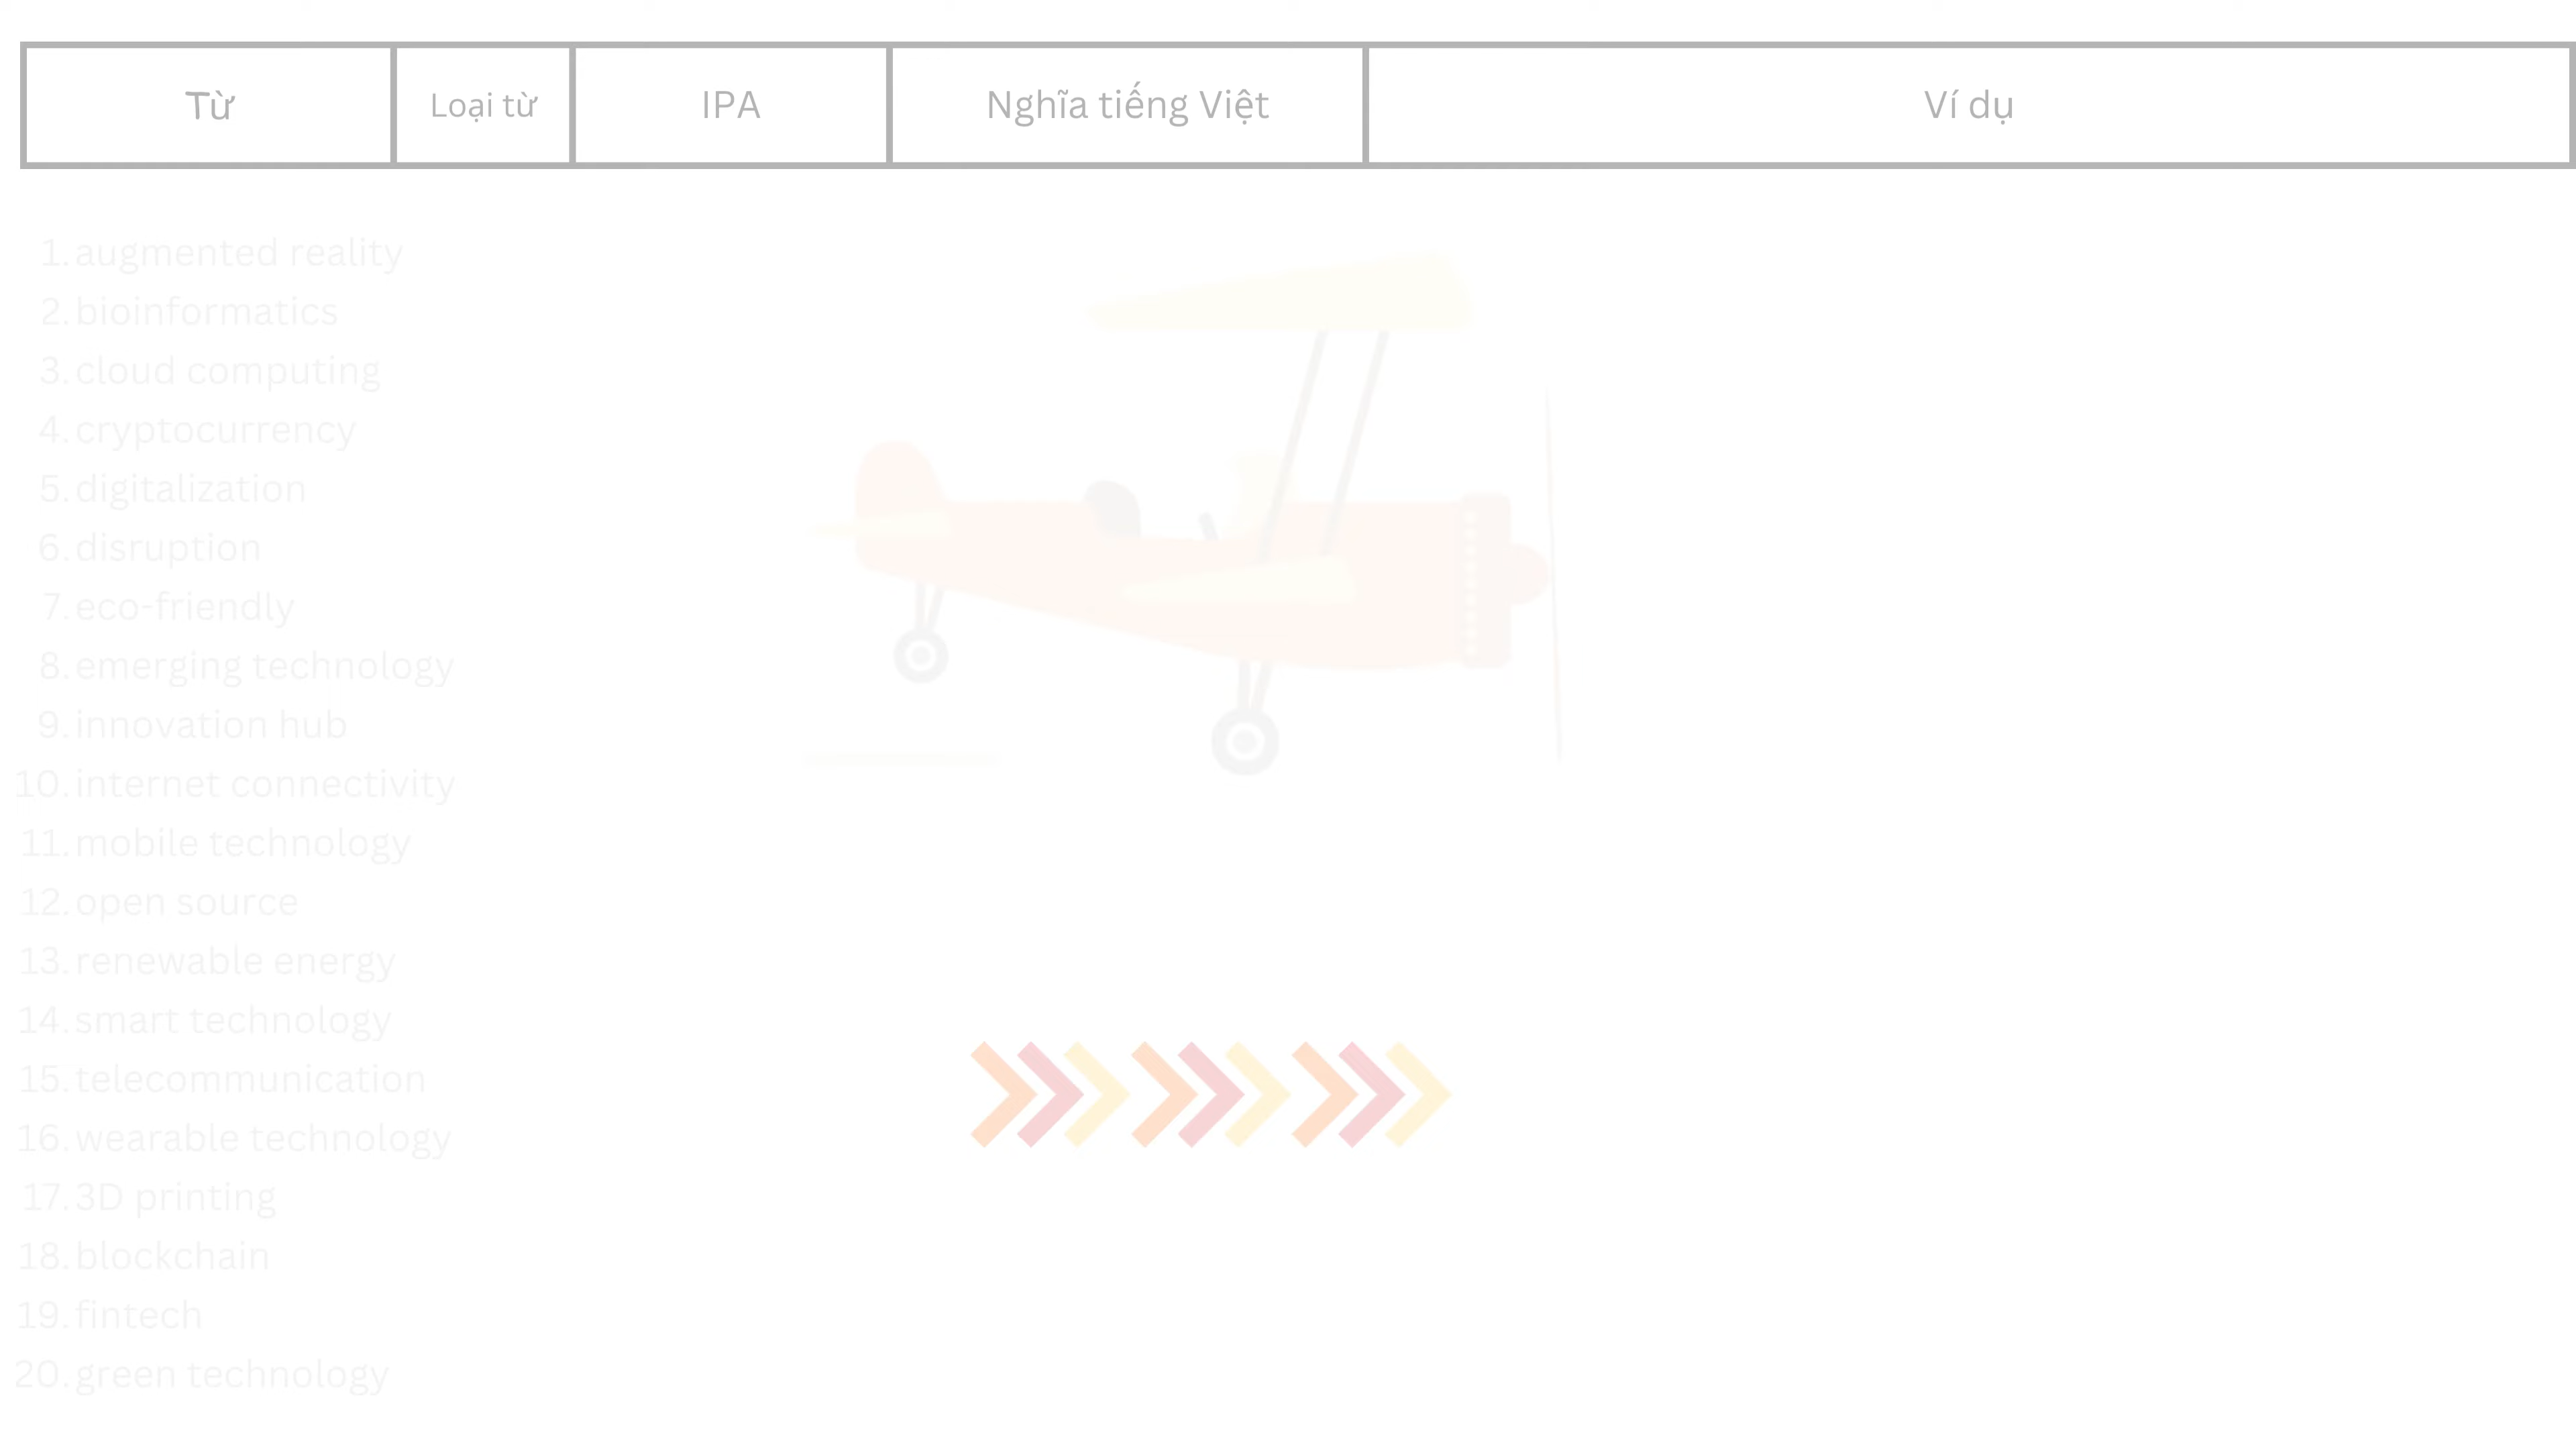 Từ Loại từ IPA Nghĩa tiếng Việt Ví dụ
1. augmented reality
2. bioinformatics
3. cloud computing
4. cryptocurrency
5. digitalization
6. disruption
7. eco-friendly
8. emerging technology
9. innovation hub
10. internet connectivity
11. mobile technology
12. open source
13. renewable energy
14. smart technology
15. telecommunication
16. wearable technology
17. 3D printing
18. blockchain
19. fintech
20. green technology